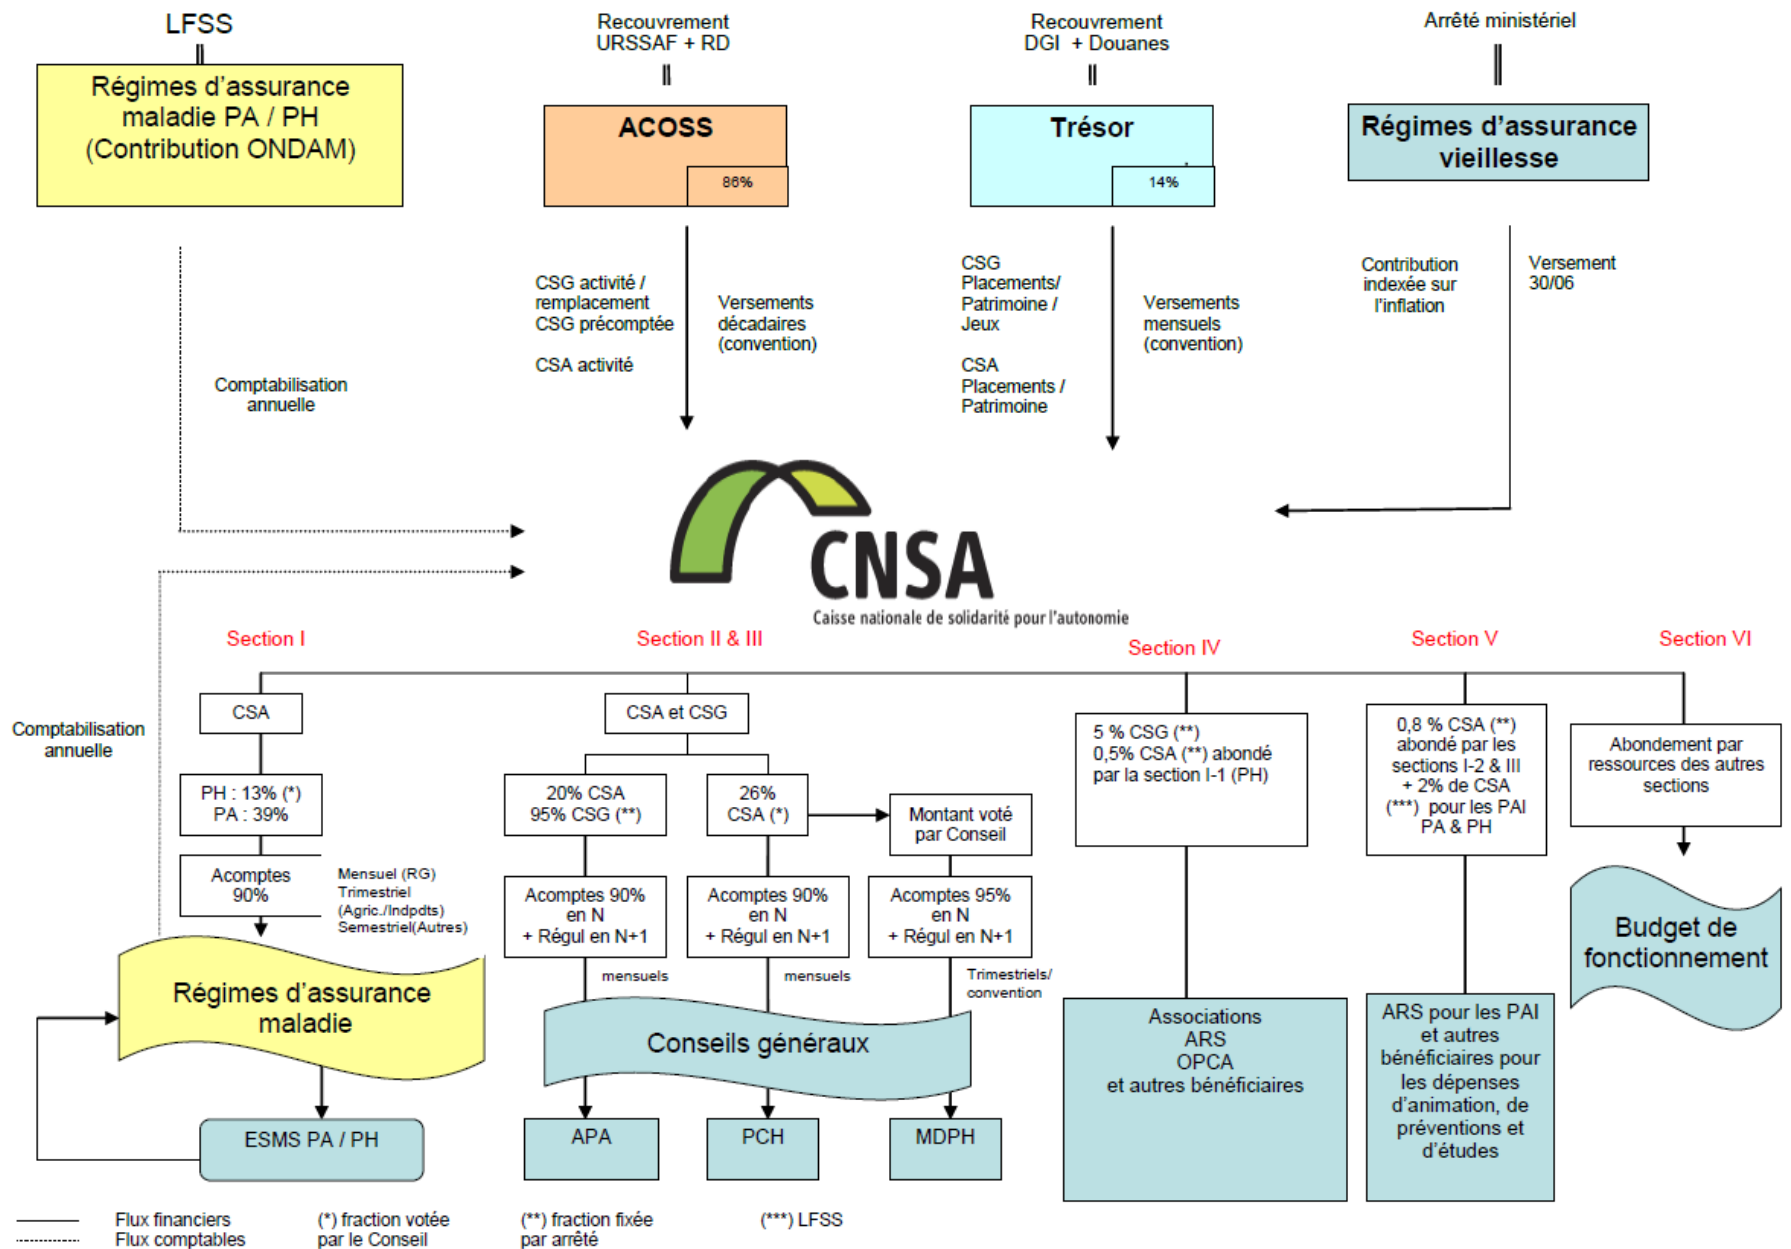 LFSS
Régimes d'assurance
maladie PA / PH
(Contribution ONDAM)
Recouvrement
URSSAF + RD
ACOSS
86%
Recouvrement
DGI + Douanes
Trésor
14%
Arrêté ministériel
Régimes d'assurance
vieillesse
Comptabilisation
annuelle
CSG activité /
remplacement
CSG précomptée
CSA activité
Versements
décadaires
(convention)
CSG
Placements/
Patrimoine /
Jeux
CSA
Placements /
Patrimoine
Versements
mensuels
(convention)
Contribution
indexée sur
l'inflation
Versement
30/06
CNSA
Caisse nationale de solidarité pour l'autonomie
Section I
Section II & III
Section IV
Section V
Section VI
Comptabilisation
annuelle
CSA
PH : 13% (*)
PA : 39%
Acomptes
90%
Mensuel (RG)
Trimestriel
(Agric./Indpdts)
Semestriel(Autres)
Régimes d'assurance
maladie
ESMS PA / PH
CSA et CSG
20% CSA
95% CSG (**)
26%
CSA (*)
Montant voté
par Conseil
Acomptes 90%
en N
+ Régul en N+1
Acomptes 90%
en N
+ Régul en N+1
Acomptes 95%
en N
+ Régul en N+1
mensuels
mensuels
Trimestriels/
convention
Conseils généraux
APA
PCH
MDPH
5 % CSG (**)
0,5% CSA (**) abondé
par la section I-1 (PH)
Associations
ARS
OPCA
et autres bénéficiaires
0,8 % CSA (**)
abondé par les
sections I-2 & III
+ 2% de CSA
(***) pour les PAI
PA & PH
ARS pour les PAI
et autres
bénéficiaires pour
les dépenses
d'animation, de
préventions et
d'études
Abondement par
ressources des autres
sections
Budget de
fonctionnement
Flux financiers
Flux comptables
(*) fraction votée
par le Conseil
(**) fraction fixée
par arrêté
(***) LFSS